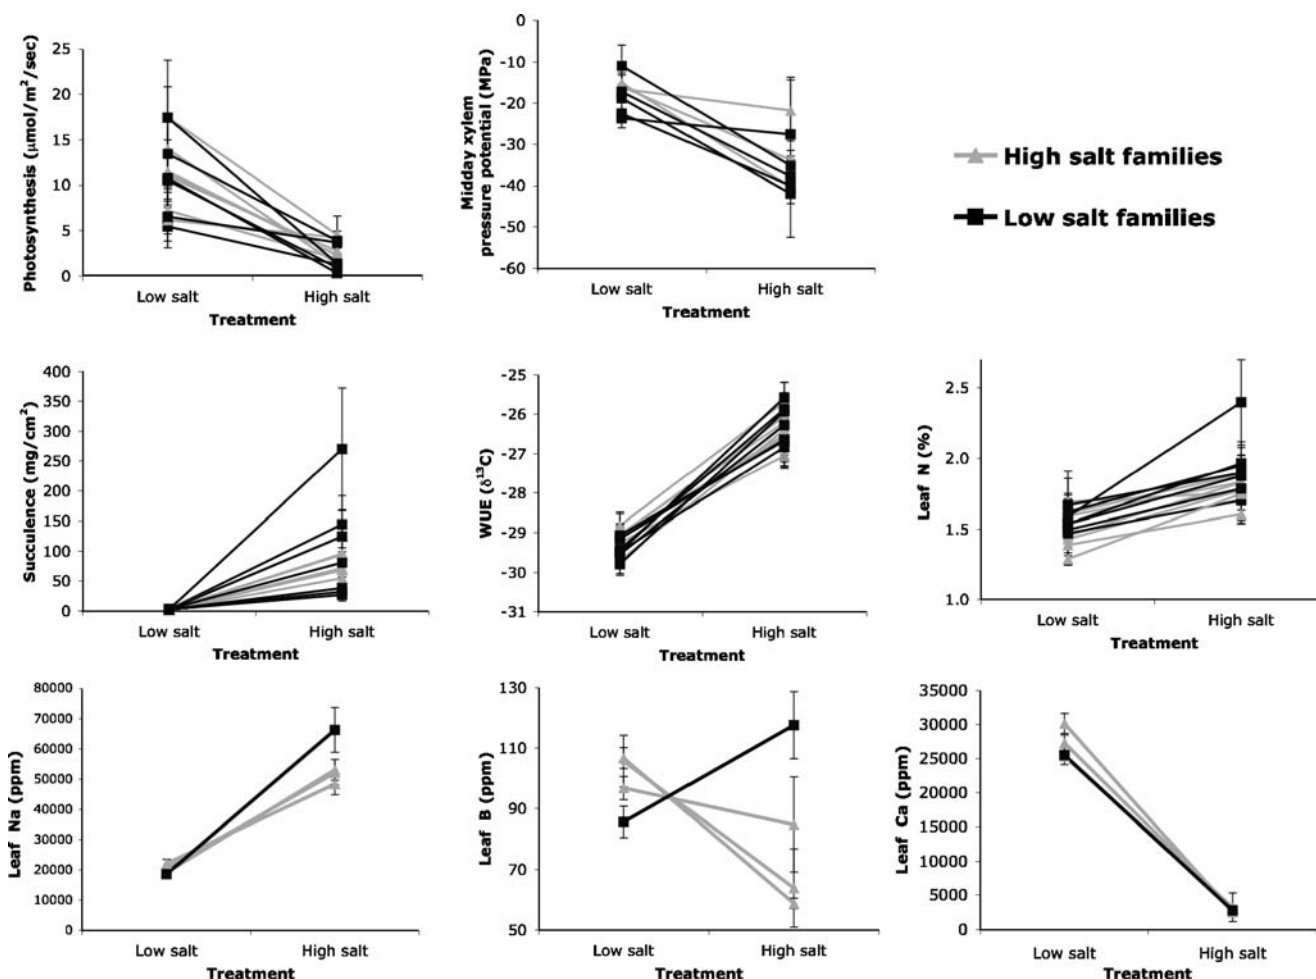 Photosynthesis (μmol/m²/sec)
25
20
15
10
5
0
Low salt High salt
Treatment
Midday xylem
pressure potential (MPa)
0
-10
-20
-30
-40
-50
-60
Low salt High salt
Treatment
High salt families
Low salt families
Succulence (mg/cm²)
400
350
300
250
200
150
100
50
0
Low salt High salt
Treatment
WUE (δ¹³C)
-25
-26
-27
-28
-29
-30
-31
Low salt High salt
Treatment
Leaf N (%)
2.5
2.0
1.5
1.0
Low salt High salt
Treatment
Leaf Na (ppm)
80000
70000
60000
50000
40000
30000
20000
10000
0
Low salt High salt
Treatment
Leaf B (ppm)
130
110
90
70
50
Low salt High salt
Treatment
Leaf Ca (ppm)
35000
30000
25000
20000
15000
10000
5000
0
Low salt High salt
Treatment